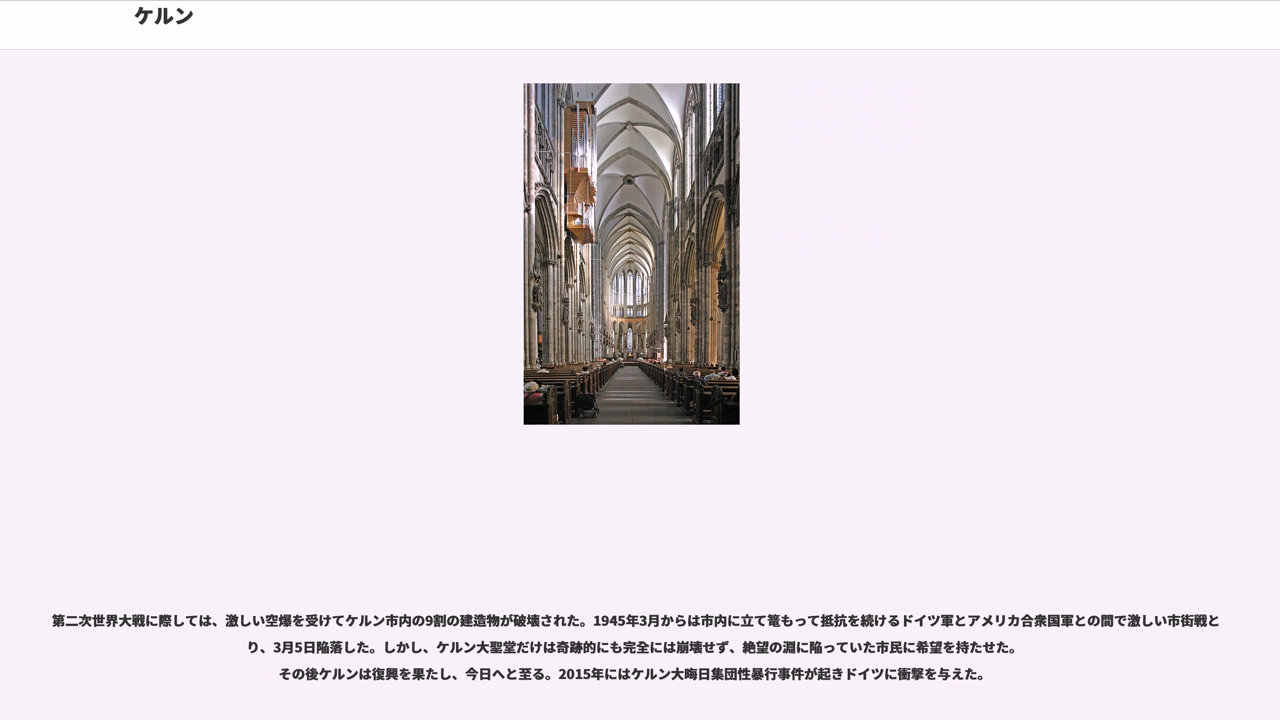 ケルン
第二次世界大戦に際しては、激しい空爆を受けてケルン市内の9割の建造物が破壊された。1945年3月からは市内に立て篭もって抵抗を続けるドイツ軍とアメリカ合衆国軍との間で激しい市街戦と
り、3月5日陥落した。しかし、ケルン大聖堂だけは奇跡的にも完全には崩壊せず、絶望の淵に陥っていた市民に希望を持たせた。
その後ケルンは復興を果たし、今日へと至る。2015年にはケルン大晦日集団性暴行事件が起きドイツに衝撃を与えた。